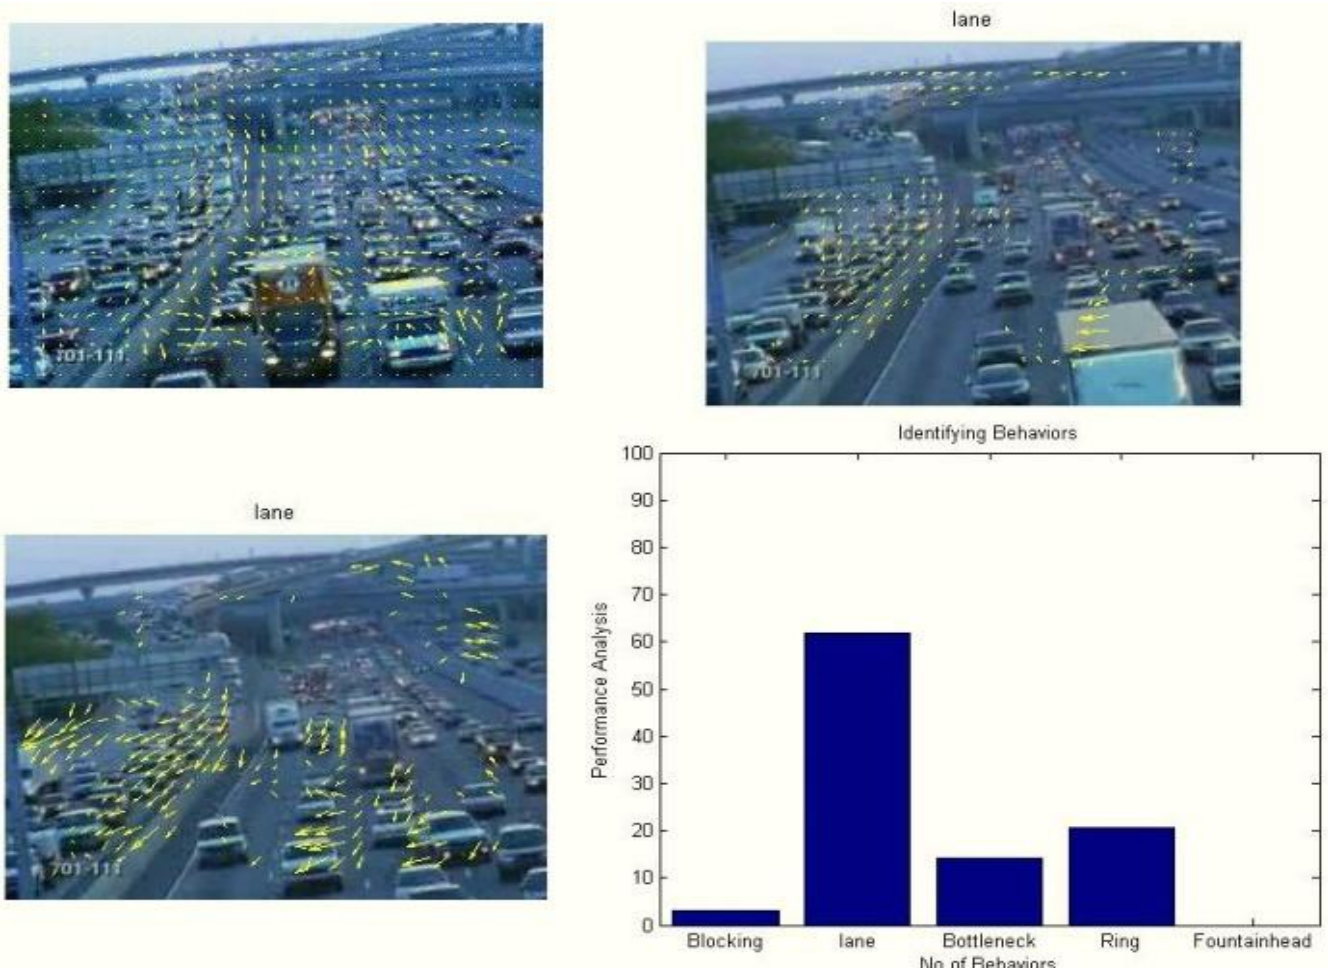 lane
701-111
701-111
lane
701-111
Identifying Behaviors
100
90
80
70
60
50
40
30
20
10
0
Performance Analysis
Blocking lane Bottleneck Ring Fountainhead
No of Behaviors